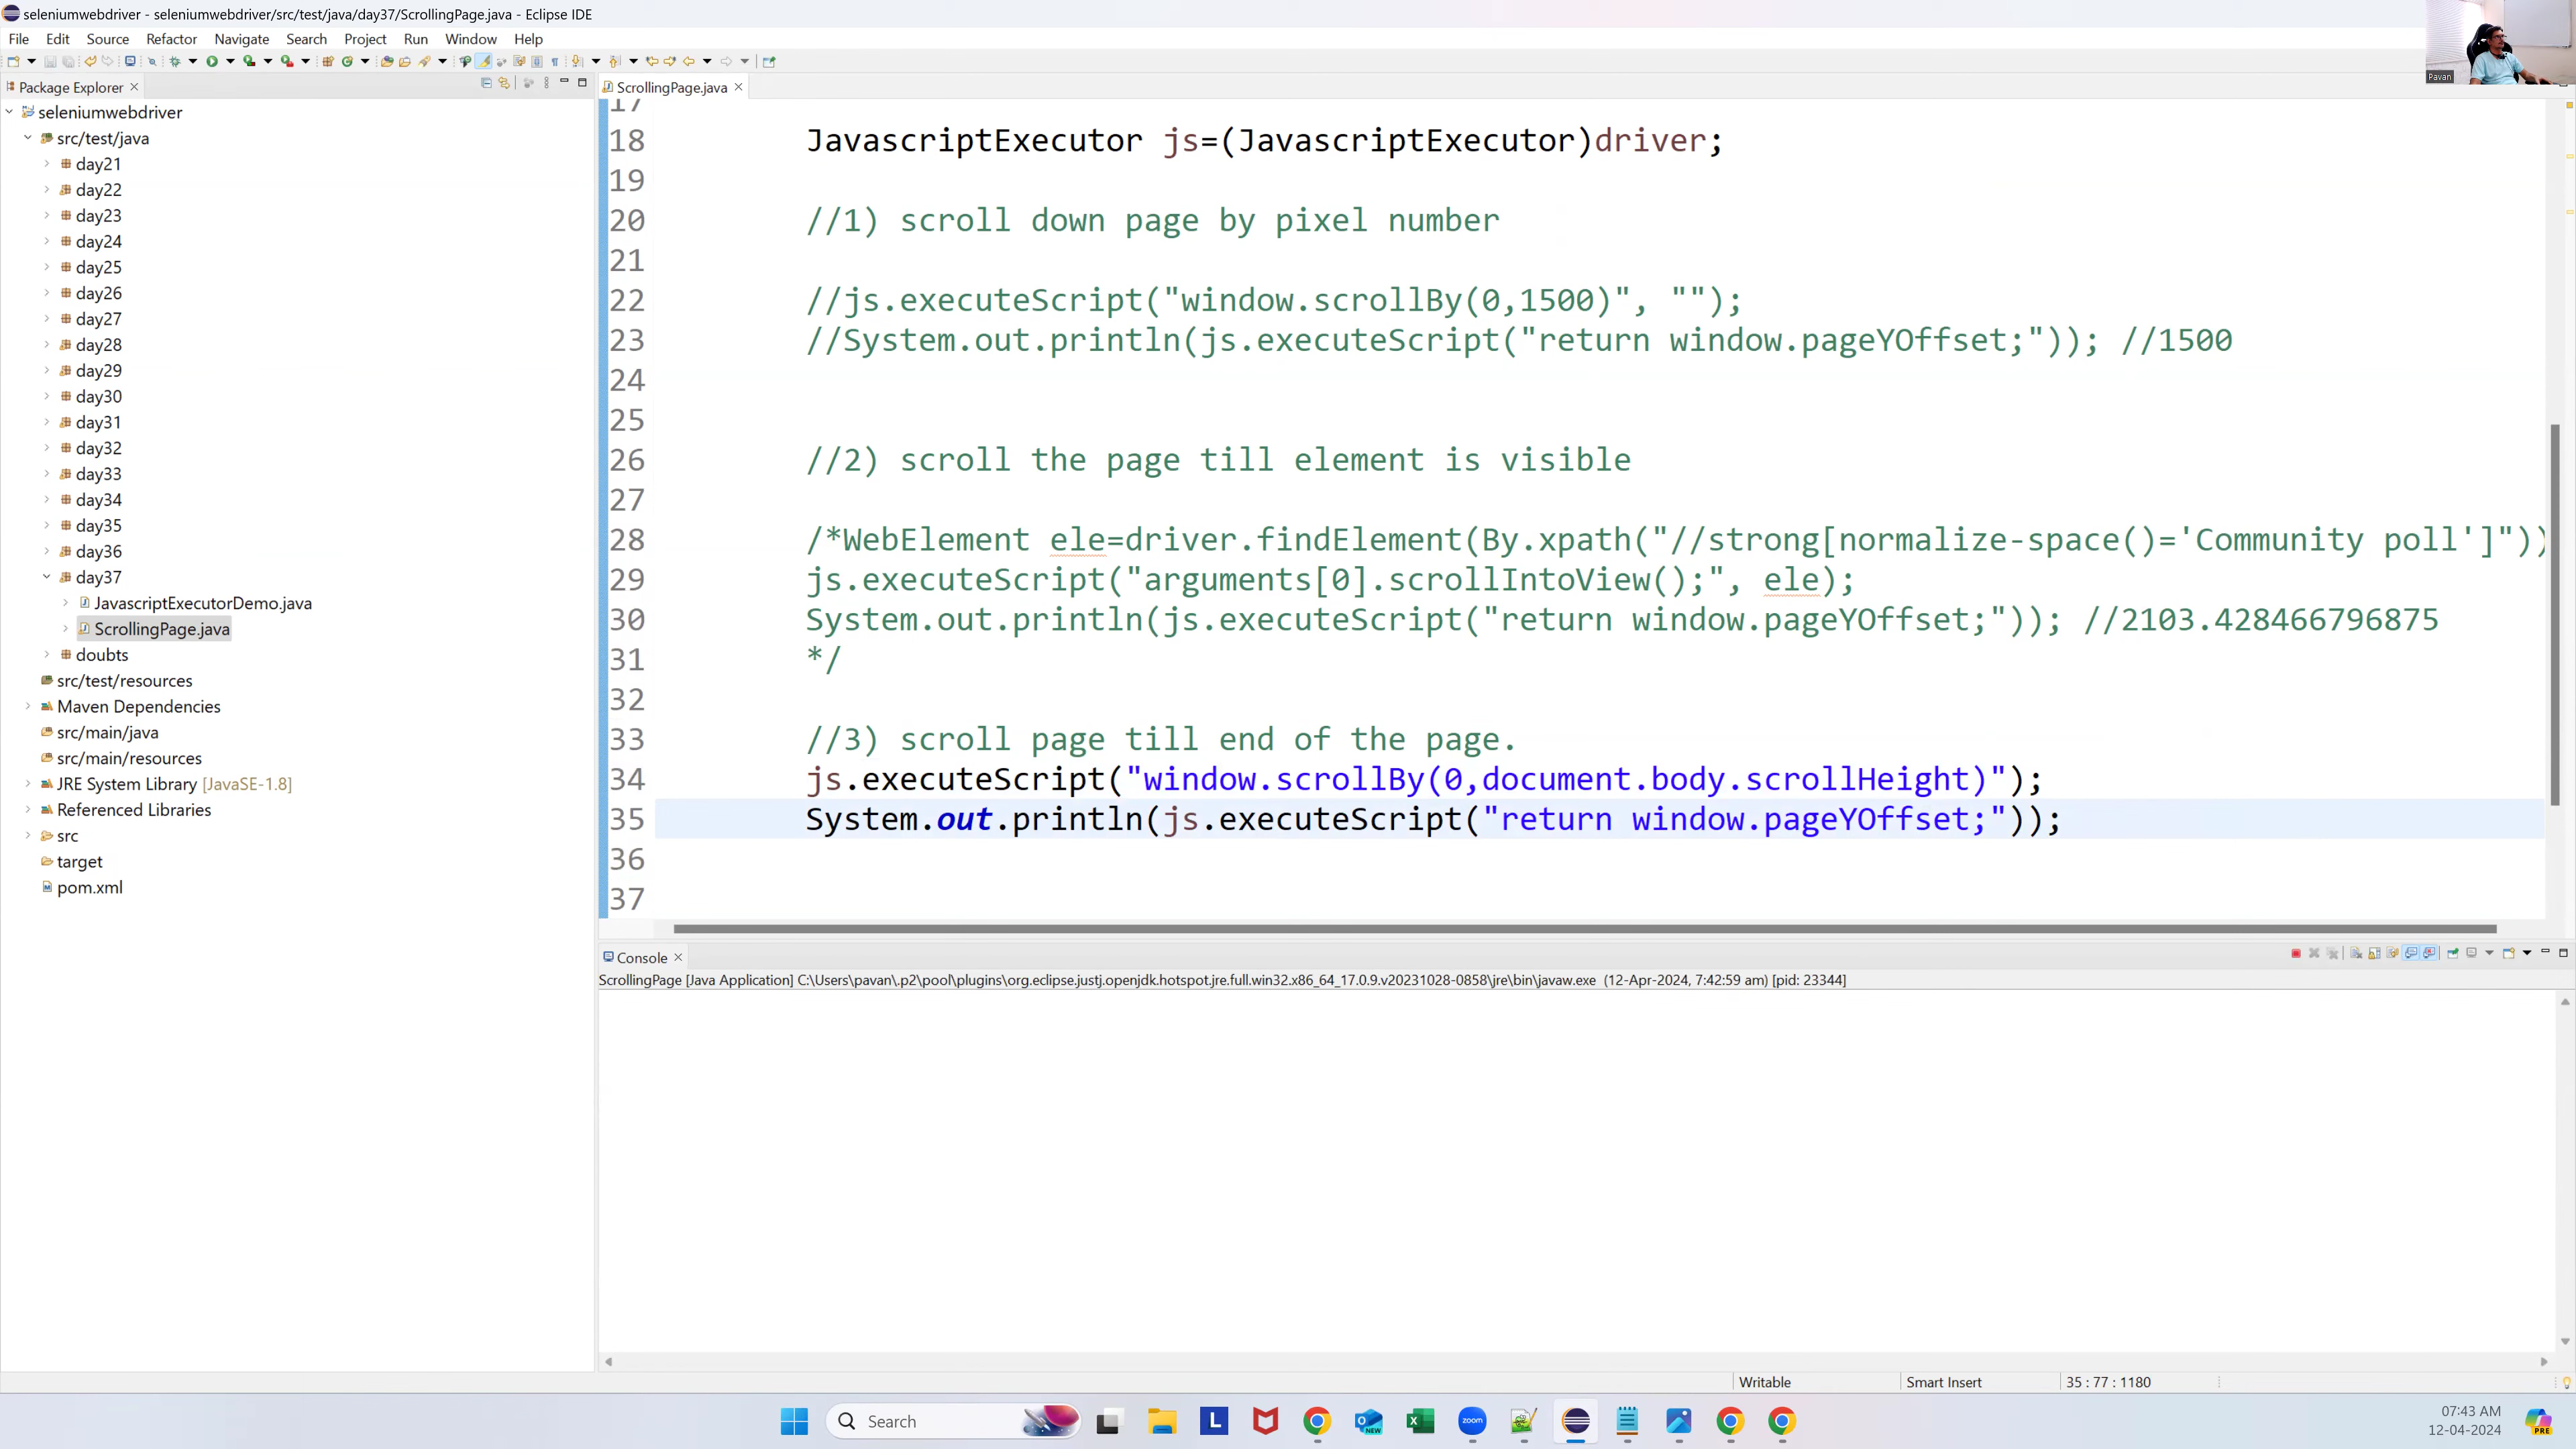 seleniumwebdriver - seleniumwebdriver/src/test/java/day37/ScrollingPage.java - Eclipse IDE
File Edit Source Refactor Navigate Search Project Run Window Help
Pavan
Package Explorer
seleniumwebdriver
src/test/java
day21
day22
day23
day24
day25
day26
day27
day28
day29
day30
day31
day32
day33
day34
day35
day36
day37
JavascriptExecutorDemo.java
ScrollingPage.java
doubts
src/test/resources
Maven Dependencies
src/main/java
src/main/resources
JRE System Library [JavaSE-1.8]
Referenced Libraries
src
target
pom.xml
ScrollingPage.java
17
18 JavascriptExecutor js=(JavascriptExecutor)driver;
19
20 //1) scroll down page by pixel number
21
22 //js.executeScript("window.scrollBy(0,1500)", "");
23 //System.out.println(js.executeScript("return window.pageYOffset;")); //1500
24
25
26 //2) scroll the page till element is visible
27
28 /*WebElement ele=driver.findElement(By.xpath("//strong[normalize-space()='Community poll']"))
29 js.executeScript("arguments[0].scrollIntoView();", ele);
30 System.out.println(js.executeScript("return window.pageYOffset;")); //2103.428466796875
31 */
32
33 //3) scroll page till end of the page.
34 js.executeScript("window.scrollBy(0,document.body.scrollHeight)");
35 System.out.println(js.executeScript("return window.pageYOffset;"));
36
37
Console
ScrollingPage [Java Application] C:\Users\pavan\.p2\pool\plugins\org.eclipse.justj.openjdk.hotspot.jre.full.win32.x86_64_17.0.9.v20231028-0858\jre\bin\javaw.exe (12-Apr-2024, 7:42:59 am) [pid: 23344]
Writable Smart Insert 35 : 77 : 1180
Search
L
NEW
zoom
PRE
07:43 AM
12-04-2024